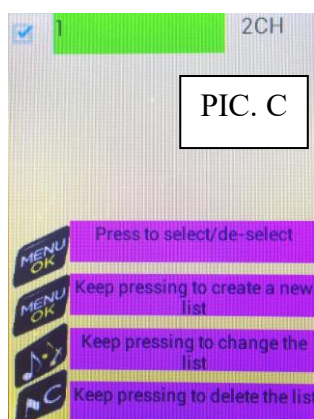 1 2CH
PIC. C
MENU OK Press to select/de-select
MENU OK Keep pressing to create a new list
Keep pressing to change the list
C Keep pressing to delete the list